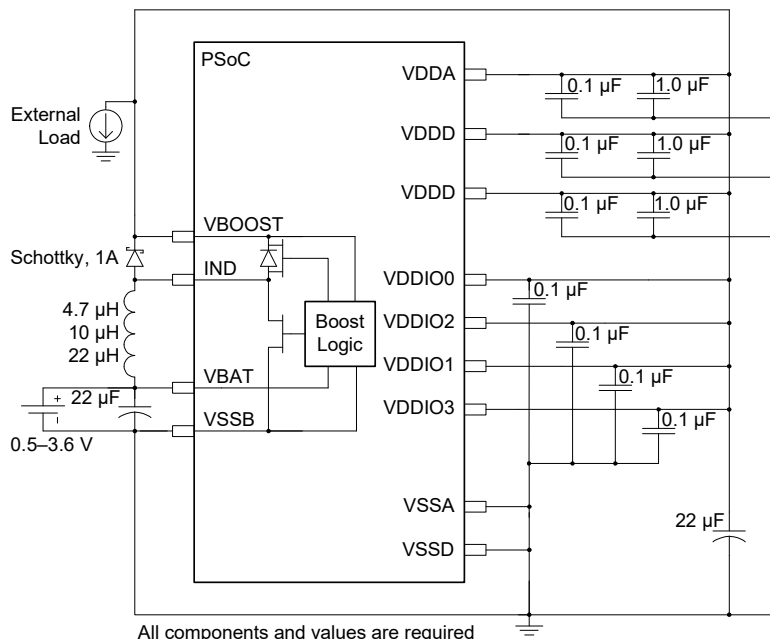 PSoC
VDDA
0.1 µF
1.0 µF
External
Load
VDDD
0.1 µF
1.0 µF
VDDD
0.1 µF
1.0 µF
VBOOST
Schottky, 1A
IND
VDDIO0
0.1 µF
4.7 µH
10 µH
22 µH
Boost
Logic
VDDIO2
0.1 µF
VDDIO1
0.1 µF
VBAT
22 µF
VDDIO3
0.1 µF
+
VSSB
0.5–3.6 V
VSSA
22 µF
VSSD
All components and values are required